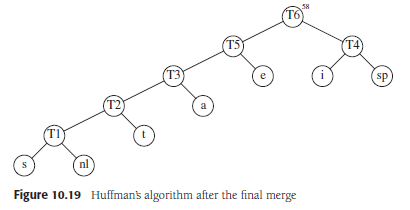 T6 58
T5 T4
T3 e i sp
T2 a
T1 t
s nl
Figure 10.19 Huffman's algorithm after the final merge